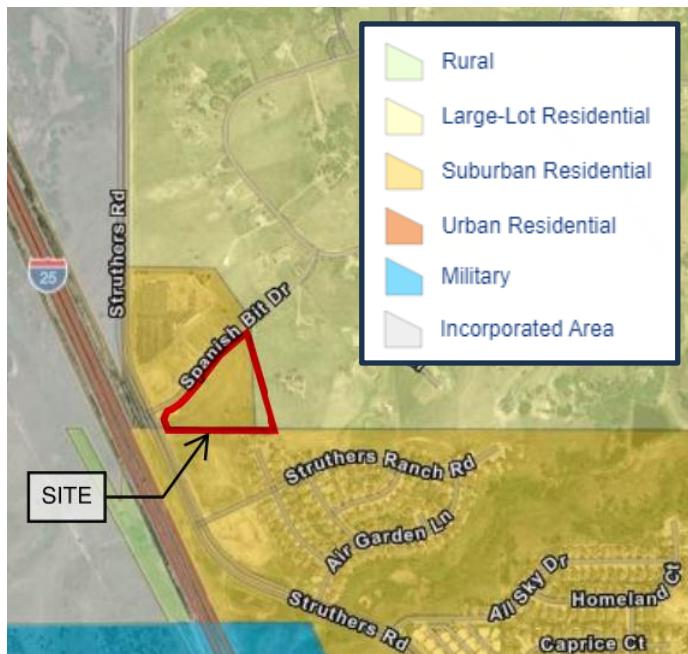 Rural
Large-Lot Residential
Suburban Residential
Urban Residential
Military
Incorporated Area
Struthers Rd
25
Spanish Bit Dr
SITE
Struthers Ranch Rd
Air Garden Ln
Struthers Rd
All Sky Dr
Homeland Ct
Caprice Ct